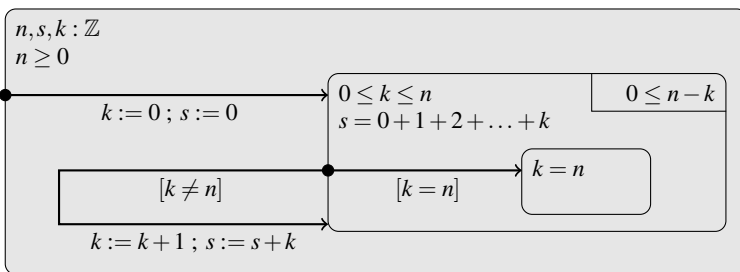 n, s, k : ℤ
n ≥ 0
k := 0 ; s := 0
0 ≤ k ≤ n
0 ≤ n − k
s = 0 + 1 + 2 + … + k
[k ≠ n]
[k = n]
k = n
k := k + 1 ; s := s + k